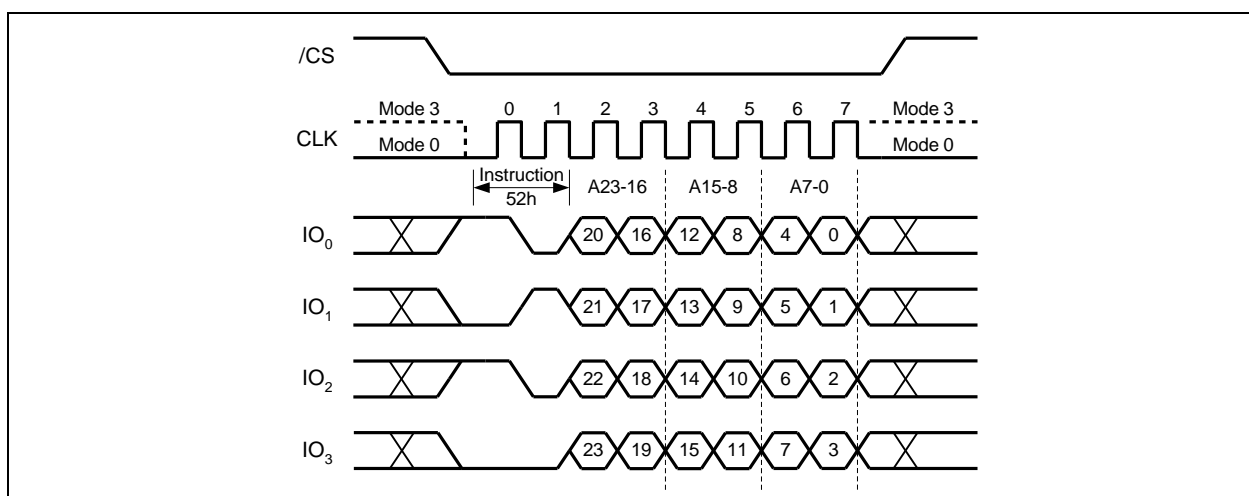 /CS
Mode 3 0 1 2 3 4 5 6 7 Mode 3
CLK
Mode 0 Mode 0
Instruction A23-16 A15-8 A7-0
52h
IO0 20 16 12 8 4 0
IO1 21 17 13 9 5 1
IO2 22 18 14 10 6 2
IO3 23 19 15 11 7 3